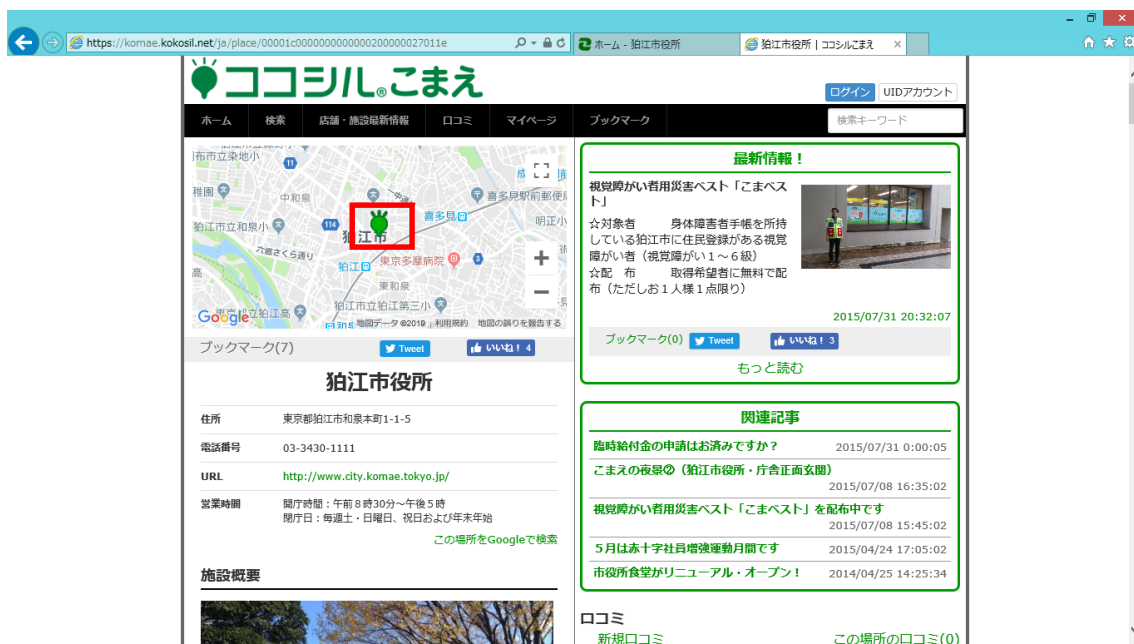 https://komae.kokosil.net/ja/place/00001c0000000000000200000027011e
ホーム - 狛江市役所
狛江市役所 | ココシルこまえ
ココシル®こまえ
ログイン UIDアカウント
ホーム 検索 店舗・施設最新情報 口コミ マイページ ブックマーク 検索キーワード
布市立染地小
中和泉
喜多見駅前郵便
狛江市立和泉小
114
喜多見
明正小
狛江市
六郷さくら通り
狛江
東京多摩病院
3
東和泉
狛江市立狛江第三小
Google
地図データ ©2019
利用規約 地図の誤りを報告する
ブックマーク(7) Tweet いいね! 4
狛江市役所
住所 東京都狛江市和泉本町1-1-5
電話番号 03-3430-1111
URL http://www.city.komae.tokyo.jp/
営業時間 開庁時間:午前8時30分～午後5時
閉庁日:毎週土・日曜日、祝日および年末年始
この場所をGoogleで検索
施設概要
最新情報!
視覚障がい者用災害ベスト「こまベス
ト」
☆対象者 身体障害者手帳を所持
している狛江市に住民登録がある視覚
障がい者（視覚障がい1～6級）
☆配 布 取得希望者に無料で配
布（ただしお1人様1点限り）
2015/07/31 20:32:07
ブックマーク(0) Tweet いいね! 3
もっと読む
関連記事
臨時給付金の申請はお済みですか? 2015/07/31 0:00:05
こまえの夜景②（狛江市役所・庁舎正面玄関）
2015/07/08 16:35:02
視覚障がい者用災害ベスト「こまベスト」を配布中です
2015/07/08 15:45:02
5月は赤十字社員増強運動月間です 2015/04/24 17:05:02
市役所食堂がリニューアル・オープン! 2014/04/25 14:25:34
口コミ
新規口コミ この場所の口コミ(0)